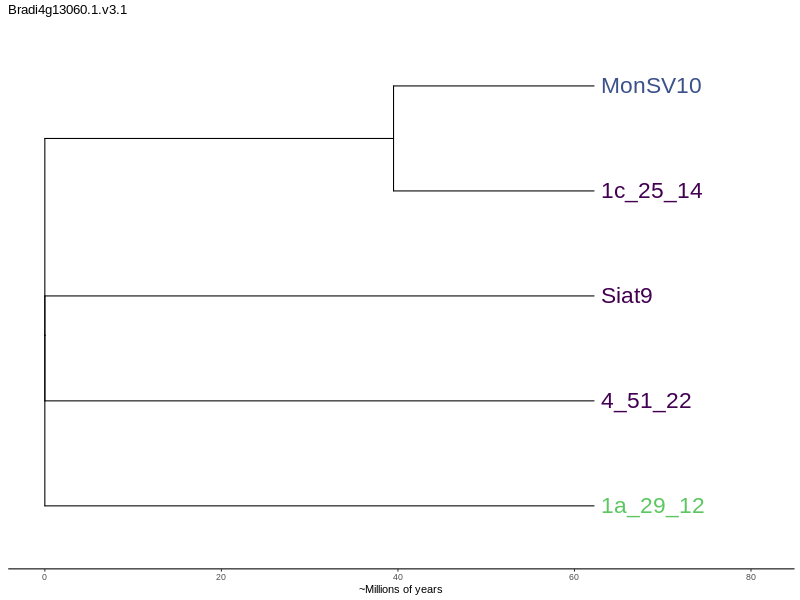 Bradi4g13060.1.v3.1
MonSV10
1c_25_14
Siat9
4_51_22
1a_29_12
0 20 40 60 80
~Millions of years